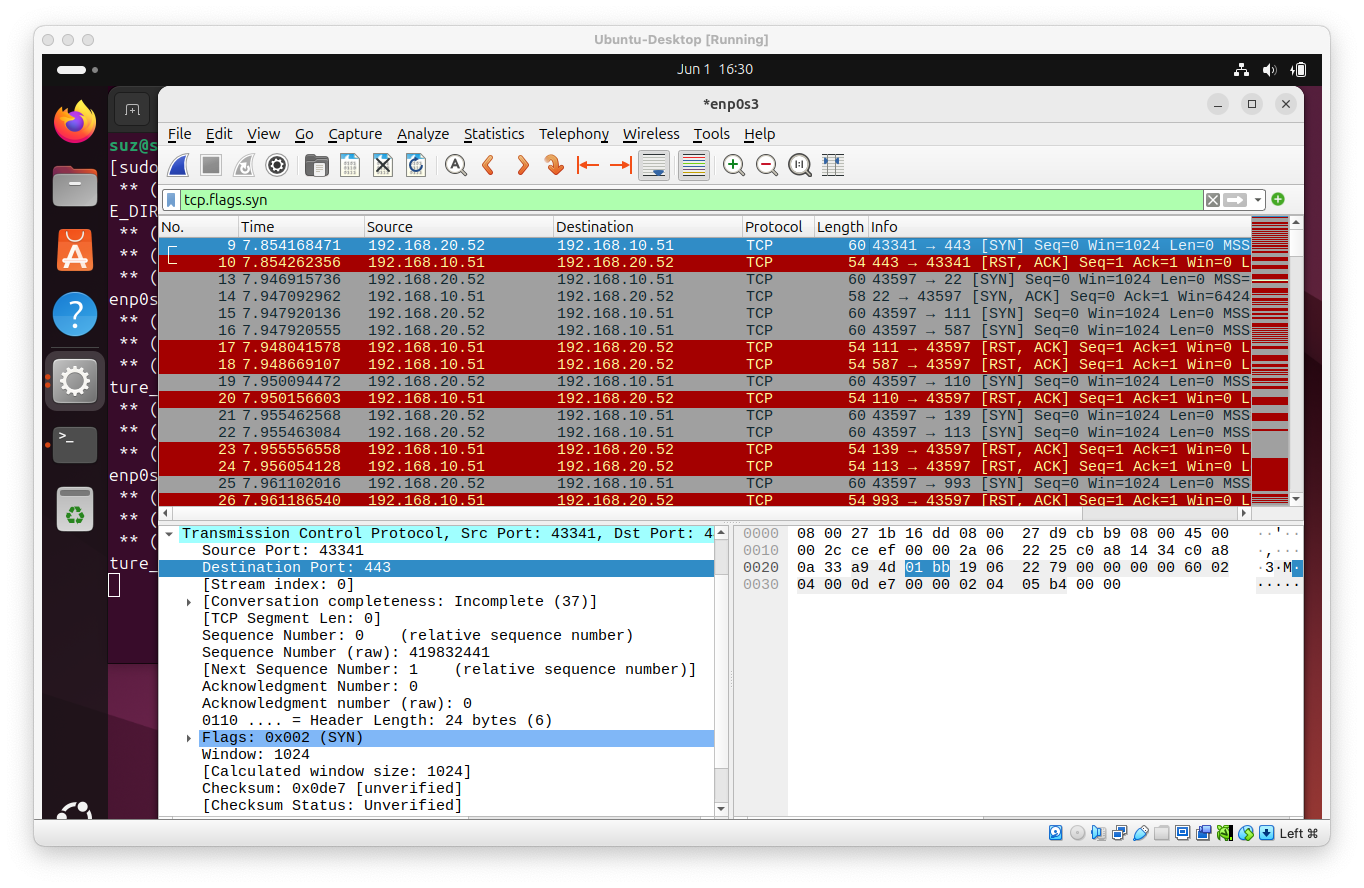 Ubuntu-Desktop [Running]
Jun 1 16:30
*enp0s3
suz@s
[sudo
** (
E_DIR
** (
** (
** (
enp0s
** (
** (
** (
ture_
** (
** (
** (
enp0s
** (
** (
** (
ture_
File Edit View Go Capture Analyze Statistics Telephony Wireless Tools Help
tcp.flags.syn
No. Time Source Destination Protocol Length Info
9 7.854168471 192.168.20.52 192.168.10.51 TCP 60 43341 → 443 [SYN] Seq=0 Win=1024 Len=0 MSS
10 7.854262356 192.168.10.51 192.168.20.52 TCP 54 443 → 43341 [RST, ACK] Seq=1 Ack=1 Win=0 L
13 7.946915736 192.168.20.52 192.168.10.51 TCP 60 43597 → 22 [SYN] Seq=0 Win=1024 Len=0 MSS=
14 7.947092962 192.168.10.51 192.168.20.52 TCP 58 22 → 43597 [SYN, ACK] Seq=0 Ack=1 Win=6424
15 7.947920136 192.168.20.52 192.168.10.51 TCP 60 43597 → 111 [SYN] Seq=0 Win=1024 Len=0 MSS
16 7.947920555 192.168.20.52 192.168.10.51 TCP 60 43597 → 587 [SYN] Seq=0 Win=1024 Len=0 MSS
17 7.948041578 192.168.10.51 192.168.20.52 TCP 54 111 → 43597 [RST, ACK] Seq=1 Ack=1 Win=0 L
18 7.948669107 192.168.10.51 192.168.20.52 TCP 54 587 → 43597 [RST, ACK] Seq=1 Ack=1 Win=0 L
19 7.950094472 192.168.20.52 192.168.10.51 TCP 60 43597 → 110 [SYN] Seq=0 Win=1024 Len=0 MSS
20 7.950156603 192.168.10.51 192.168.20.52 TCP 54 110 → 43597 [RST, ACK] Seq=1 Ack=1 Win=0 L
21 7.955462568 192.168.20.52 192.168.10.51 TCP 60 43597 → 139 [SYN] Seq=0 Win=1024 Len=0 MSS
22 7.955463084 192.168.20.52 192.168.10.51 TCP 60 43597 → 113 [SYN] Seq=0 Win=1024 Len=0 MSS
23 7.955556558 192.168.10.51 192.168.20.52 TCP 54 139 → 43597 [RST, ACK] Seq=1 Ack=1 Win=0 L
24 7.956054128 192.168.10.51 192.168.20.52 TCP 54 113 → 43597 [RST, ACK] Seq=1 Ack=1 Win=0 L
25 7.961102016 192.168.20.52 192.168.10.51 TCP 60 43597 → 993 [SYN] Seq=0 Win=1024 Len=0 MSS
26 7.961186540 192.168.10.51 192.168.20.52 TCP 54 993 → 43597 [RST, ACK] Seq=1 Ack=1 Win=0 L
Transmission Control Protocol, Src Port: 43341, Dst Port: 4
Source Port: 43341
Destination Port: 443
[Stream index: 0]
[Conversation completeness: Incomplete (37)]
[TCP Segment Len: 0]
Sequence Number: 0 (relative sequence number)
Sequence Number (raw): 419832441
[Next Sequence Number: 1 (relative sequence number)]
Acknowledgment Number: 0
Acknowledgment number (raw): 0
0110 .... = Header Length: 24 bytes (6)
Flags: 0x002 (SYN)
Window: 1024
[Calculated window size: 1024]
Checksum: 0x0de7 [unverified]
[Checksum Status: Unverified]
0000 08 00 27 1b 16 dd 08 00 27 d9 cb b9 08 00 45 00 ··'·
0010 00 2c ce ef 00 00 2a 06 22 25 c0 a8 14 34 c0 a8 ·,···
0020 0a 33 a9 4d 01 bb 19 06 22 79 00 00 00 00 60 02 ·3·M·
0030 04 00 0d e7 00 00 02 04 05 b4 00 00 ·····
Left ⌘